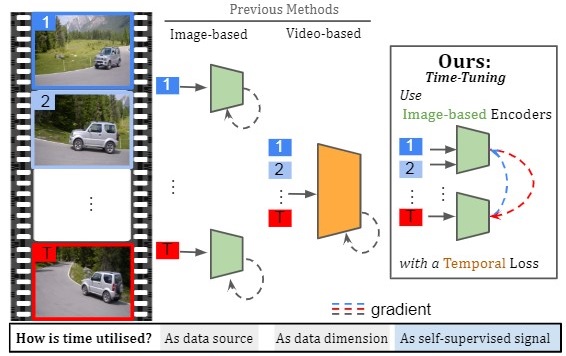 Previous Methods
Image-based
Video-based
1
2
⋮
T
1
⋮
T
1
2
⋮
T
Ours:
Time-Tuning
Use
Image-based Encoders
1
2
⋮
T
with a Temporal Loss
gradient
How is time utilised?
As data source
As data dimension
As self-supervised signal